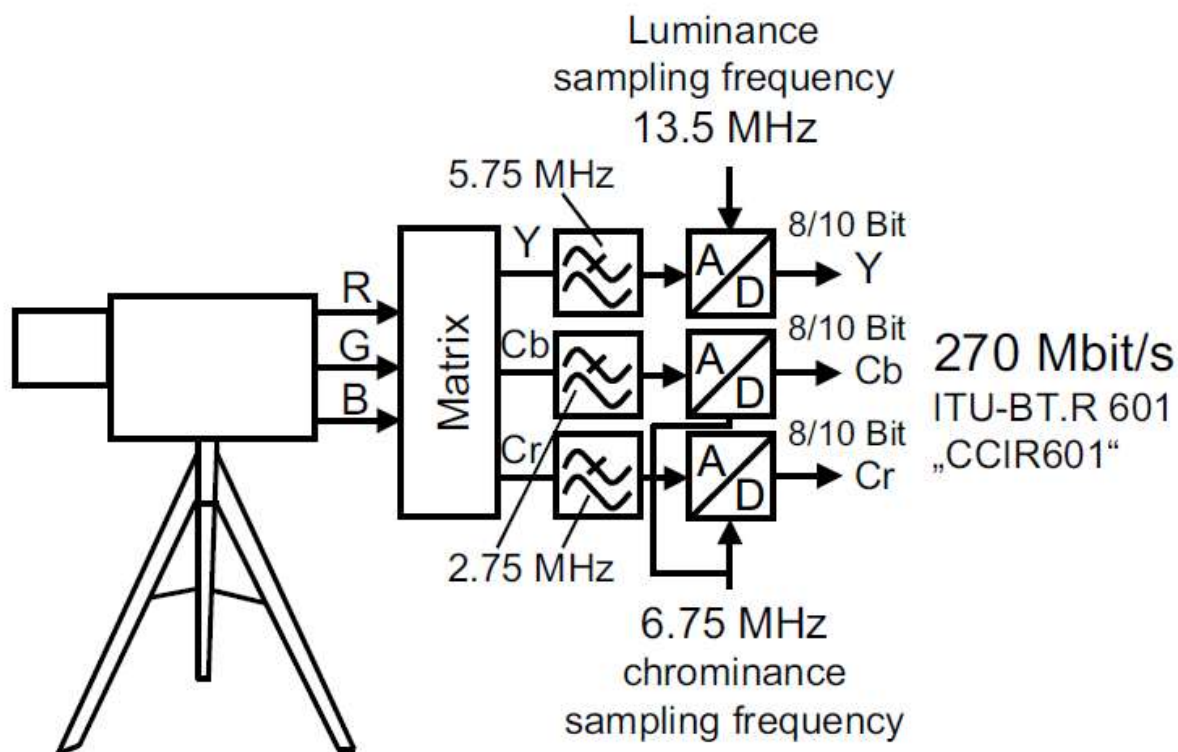 Luminance
sampling frequency
13.5 MHz
5.75 MHz
8/10 Bit
Y
A
D
Y
R
G
B
Matrix
8/10 Bit
Cb
A
D
Cb
270 Mbit/s
ITU-BT.R 601
„CCIR601“
8/10 Bit
Cr
A
D
Cr
2.75 MHz
6.75 MHz
chrominance
sampling frequency